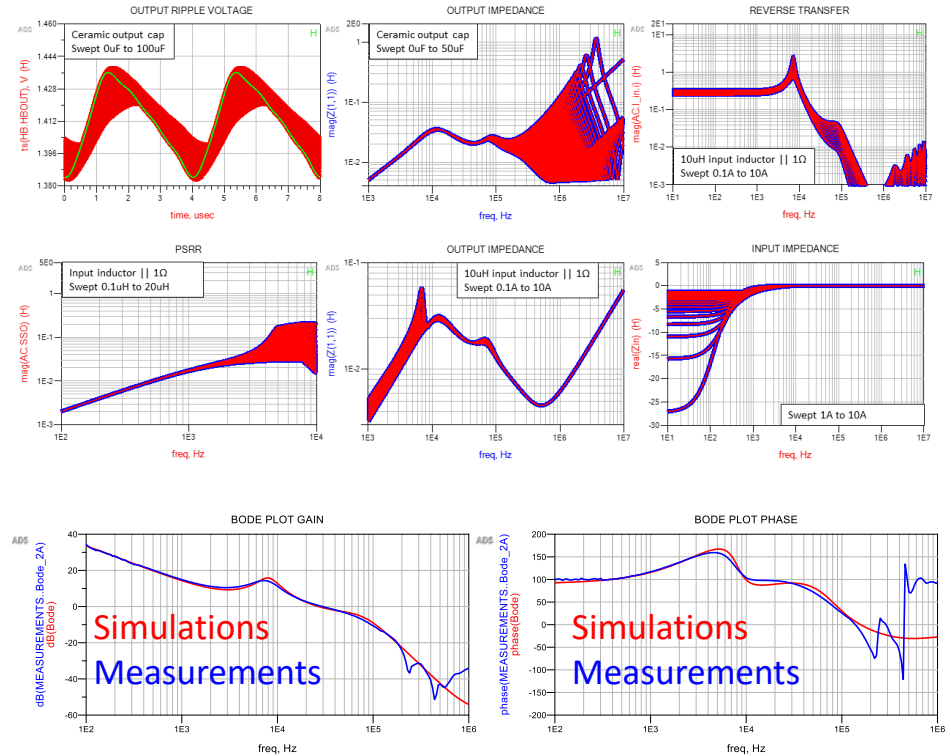 OUTPUT RIPPLE VOLTAGE
ADS
H
Ceramic output cap
Swept 0uF to 100uF
ts(HB.HBOUT), V (H)
1.460
1.444
1.428
1.412
1.396
1.380
0 1 2 3 4 5 6 7 8
time, usec
OUTPUT IMPEDANCE
ADS
H
Ceramic output cap
Swept 0uF to 50uF
mag(Z(1,1)) (H)
2E0
1
1E-1
1E-2
1E3 1E4 1E5 1E6 1E7
freq, Hz
REVERSE TRANSFER
ADS
H
10uH input inductor || 1Ω
Swept 0.1A to 10A
mag(AC.I_in.i) (H)
2E1
1
1E-1
1E-2
1E-3
1E1 1E2 1E3 1E4 1E5 1E6 1E7
freq, Hz
PSRR
ADS
H
Input inductor || 1Ω
Swept 0.1uH to 20uH
mag(AC.SSO) (H)
5E0
1
1E-1
1E-2
1E-3
1E2 1E3 1E4
freq, Hz
OUTPUT IMPEDANCE
ADS
H
10uH input inductor || 1Ω
Swept 0.1A to 10A
mag(Z(1,1)) (H)
1E-1
1E-2
1E3 1E4 1E5 1E6 1E7
freq, Hz
INPUT IMPEDANCE
ADS
H
Swept 1A to 10A
real(Zin) (H)
5
0
-5
-10
-15
-20
-25
-30
1E1 1E2 1E3 1E4 1E5 1E6 1E7
freq, Hz
BODE PLOT GAIN
ADS
dB(MEASUREMENTS..Bode_2A)
dB(Bode)
40
20
0
-20
-40
-60
Simulations
Measurements
1E2 1E3 1E4 1E5 1E6
freq, Hz
BODE PLOT PHASE
ADS
phase(MEASUREMENTS..Bode_2A)
phase(Bode)
200
150
100
50
0
-50
-100
-200
Simulations
Measurements
1E2 1E3 1E4 1E5 1E6
freq, Hz